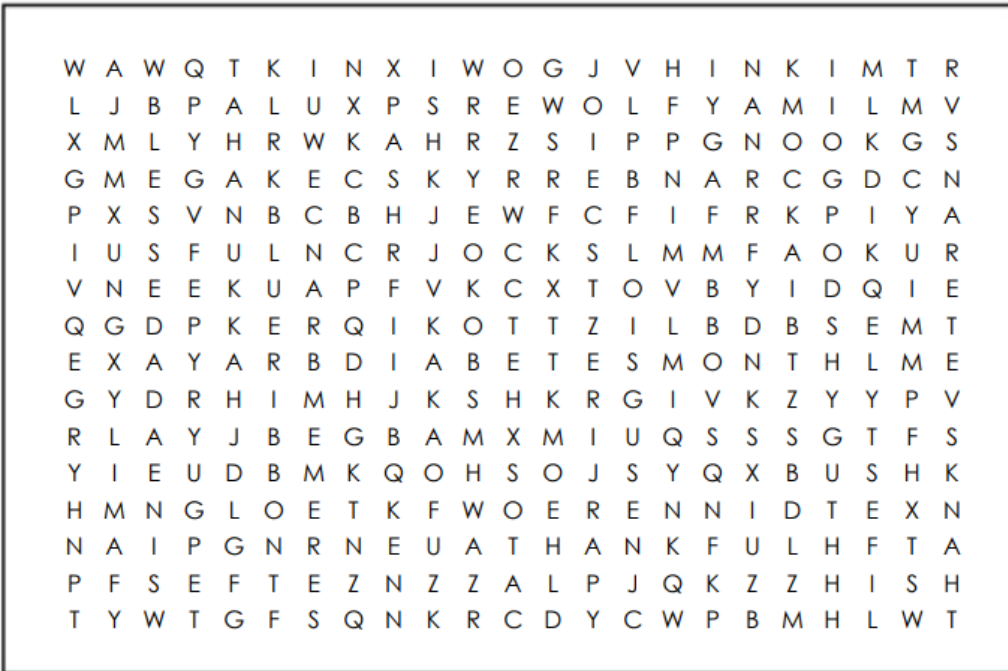 W A W Q T K I N X I W O G J V H I N K I M T R
L J B P A L U X P S R E W O L F Y A M I L M V
X M L Y H R W K A H R Z S I P P G N O O K G S
G M E G A K E C S K Y R R E B N A R C G D C N
P X S V N B C B H J E W F C F I F R K P I Y A
I U S F U L N C R J O C K S L M M F A O K U R
V N E E K U A P F V K C X T O V B Y I D Q I E
Q G D P K E R Q I K O T T Z I L B D B S E M T
E X A Y A R B D I A B E T E S M O N T H L M E
G Y D R H I M H J K S H K R G I V K Z Y Y P V
R L A Y J B E G B A M X M I U Q S S S G T F S
Y I E U D B M K Q O H S O J S Y Q X B U S H K
H M N G L O E T K F W O E R E N N I D T E X N
N A I P G N R N E U A T H A N K F U L H F T A
P F S E F T E Z N Z Z A L P J Q K Z Z H I S H
T Y W T G F S Q N K R C D Y C W P B M H L W T